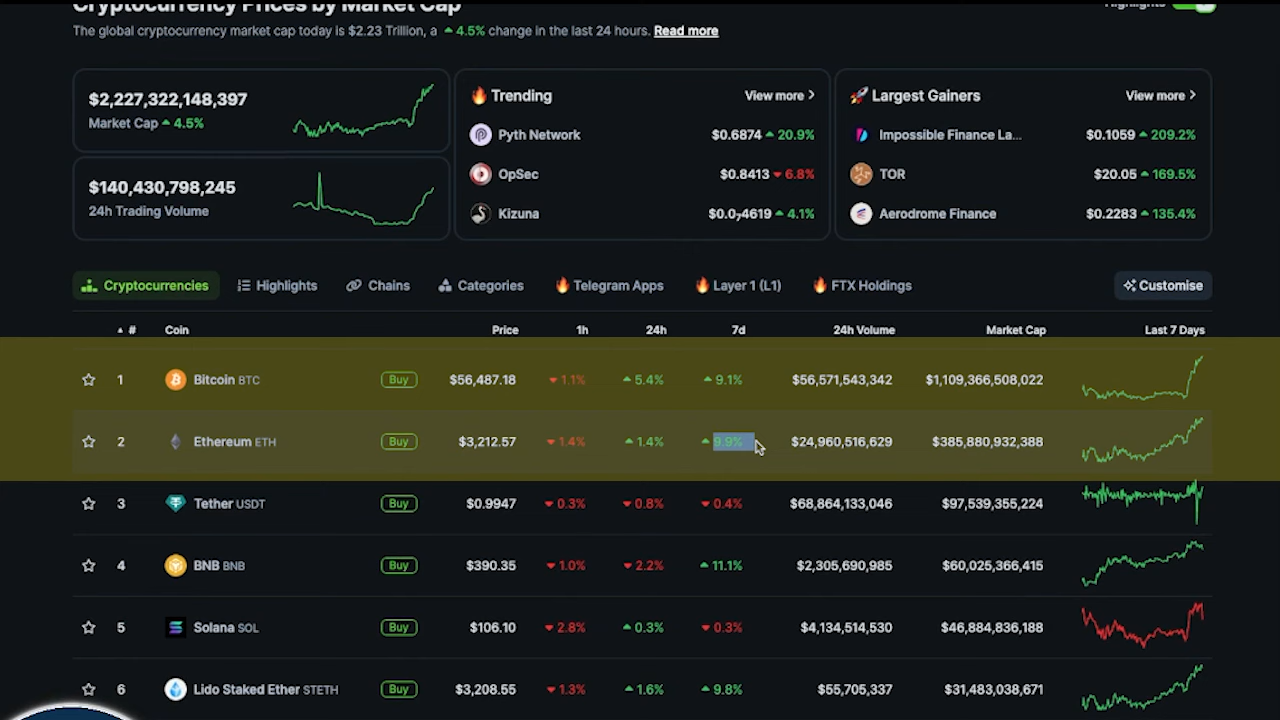 Cryptocurrency Prices by Market Cap
Highlights
The global cryptocurrency market cap today is $2.23 Trillion, a 4.5% change in the last 24 hours. Read more
$2,227,322,148,397
Market Cap 4.5%
$140,430,798,245
24h Trading Volume
Trending View more
Pyth Network $0.6874 20.9%
OpSec $0.8413 6.8%
Kizuna $0.0₇4619 4.1%
Largest Gainers View more
Impossible Finance La... $0.1059 209.2%
TOR $20.05 169.5%
Aerodrome Finance $0.2283 135.4%
Cryptocurrencies Highlights Chains Categories Telegram Apps Layer 1 (L1) FTX Holdings Customise
# Coin Price 1h 24h 7d 24h Volume Market Cap Last 7 Days
1 Bitcoin BTC Buy $56,487.18 1.1% 5.4% 9.1% $56,571,543,342 $1,109,366,508,022
2 Ethereum ETH Buy $3,212.57 1.4% 1.4% 9.9% $24,960,516,629 $385,880,932,388
3 Tether USDT Buy $0.9947 0.3% 0.8% 0.4% $68,864,133,046 $97,539,355,224
4 BNB BNB Buy $390.35 1.0% 2.2% 11.1% $2,305,690,985 $60,025,366,415
5 Solana SOL Buy $106.10 2.8% 0.3% 0.3% $4,134,514,530 $46,884,836,188
6 Lido Staked Ether STETH Buy $3,208.55 1.3% 1.6% 9.8% $55,705,337 $31,483,038,671